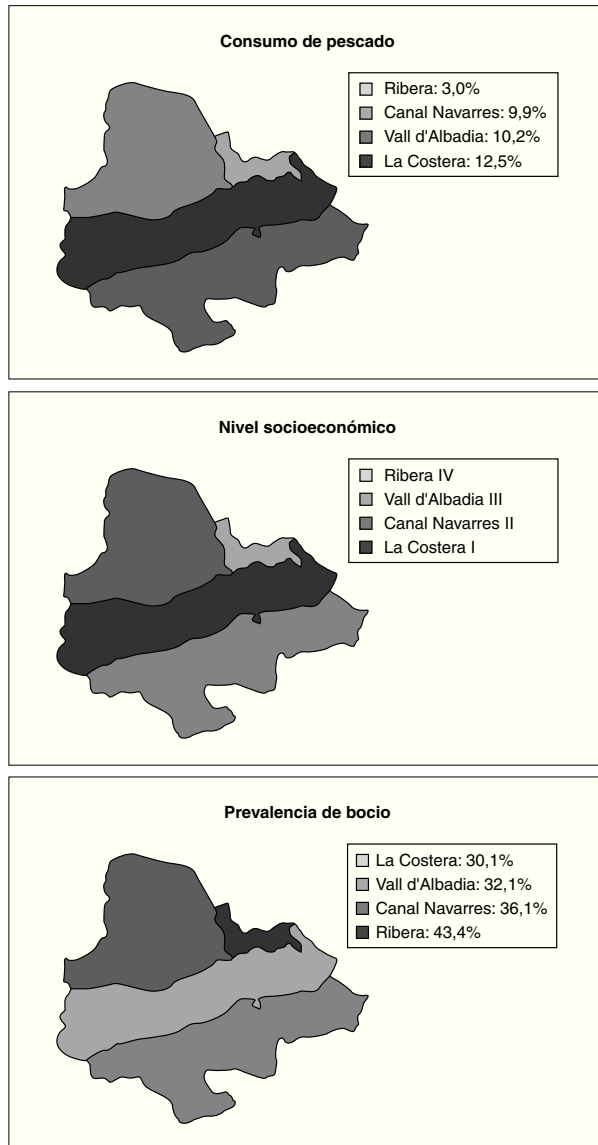 Consumo de pescado
Ribera: 3,0%
Canal Navarres: 9,9%
Vall d'Albadia: 10,2%
La Costera: 12,5%
Nivel socioeconómico
Ribera IV
Vall d'Albadia III
Canal Navarres II
La Costera I
Prevalencia de bocio
La Costera: 30,1%
Vall d'Albadia: 32,1%
Canal Navarres: 36,1%
Ribera: 43,4%